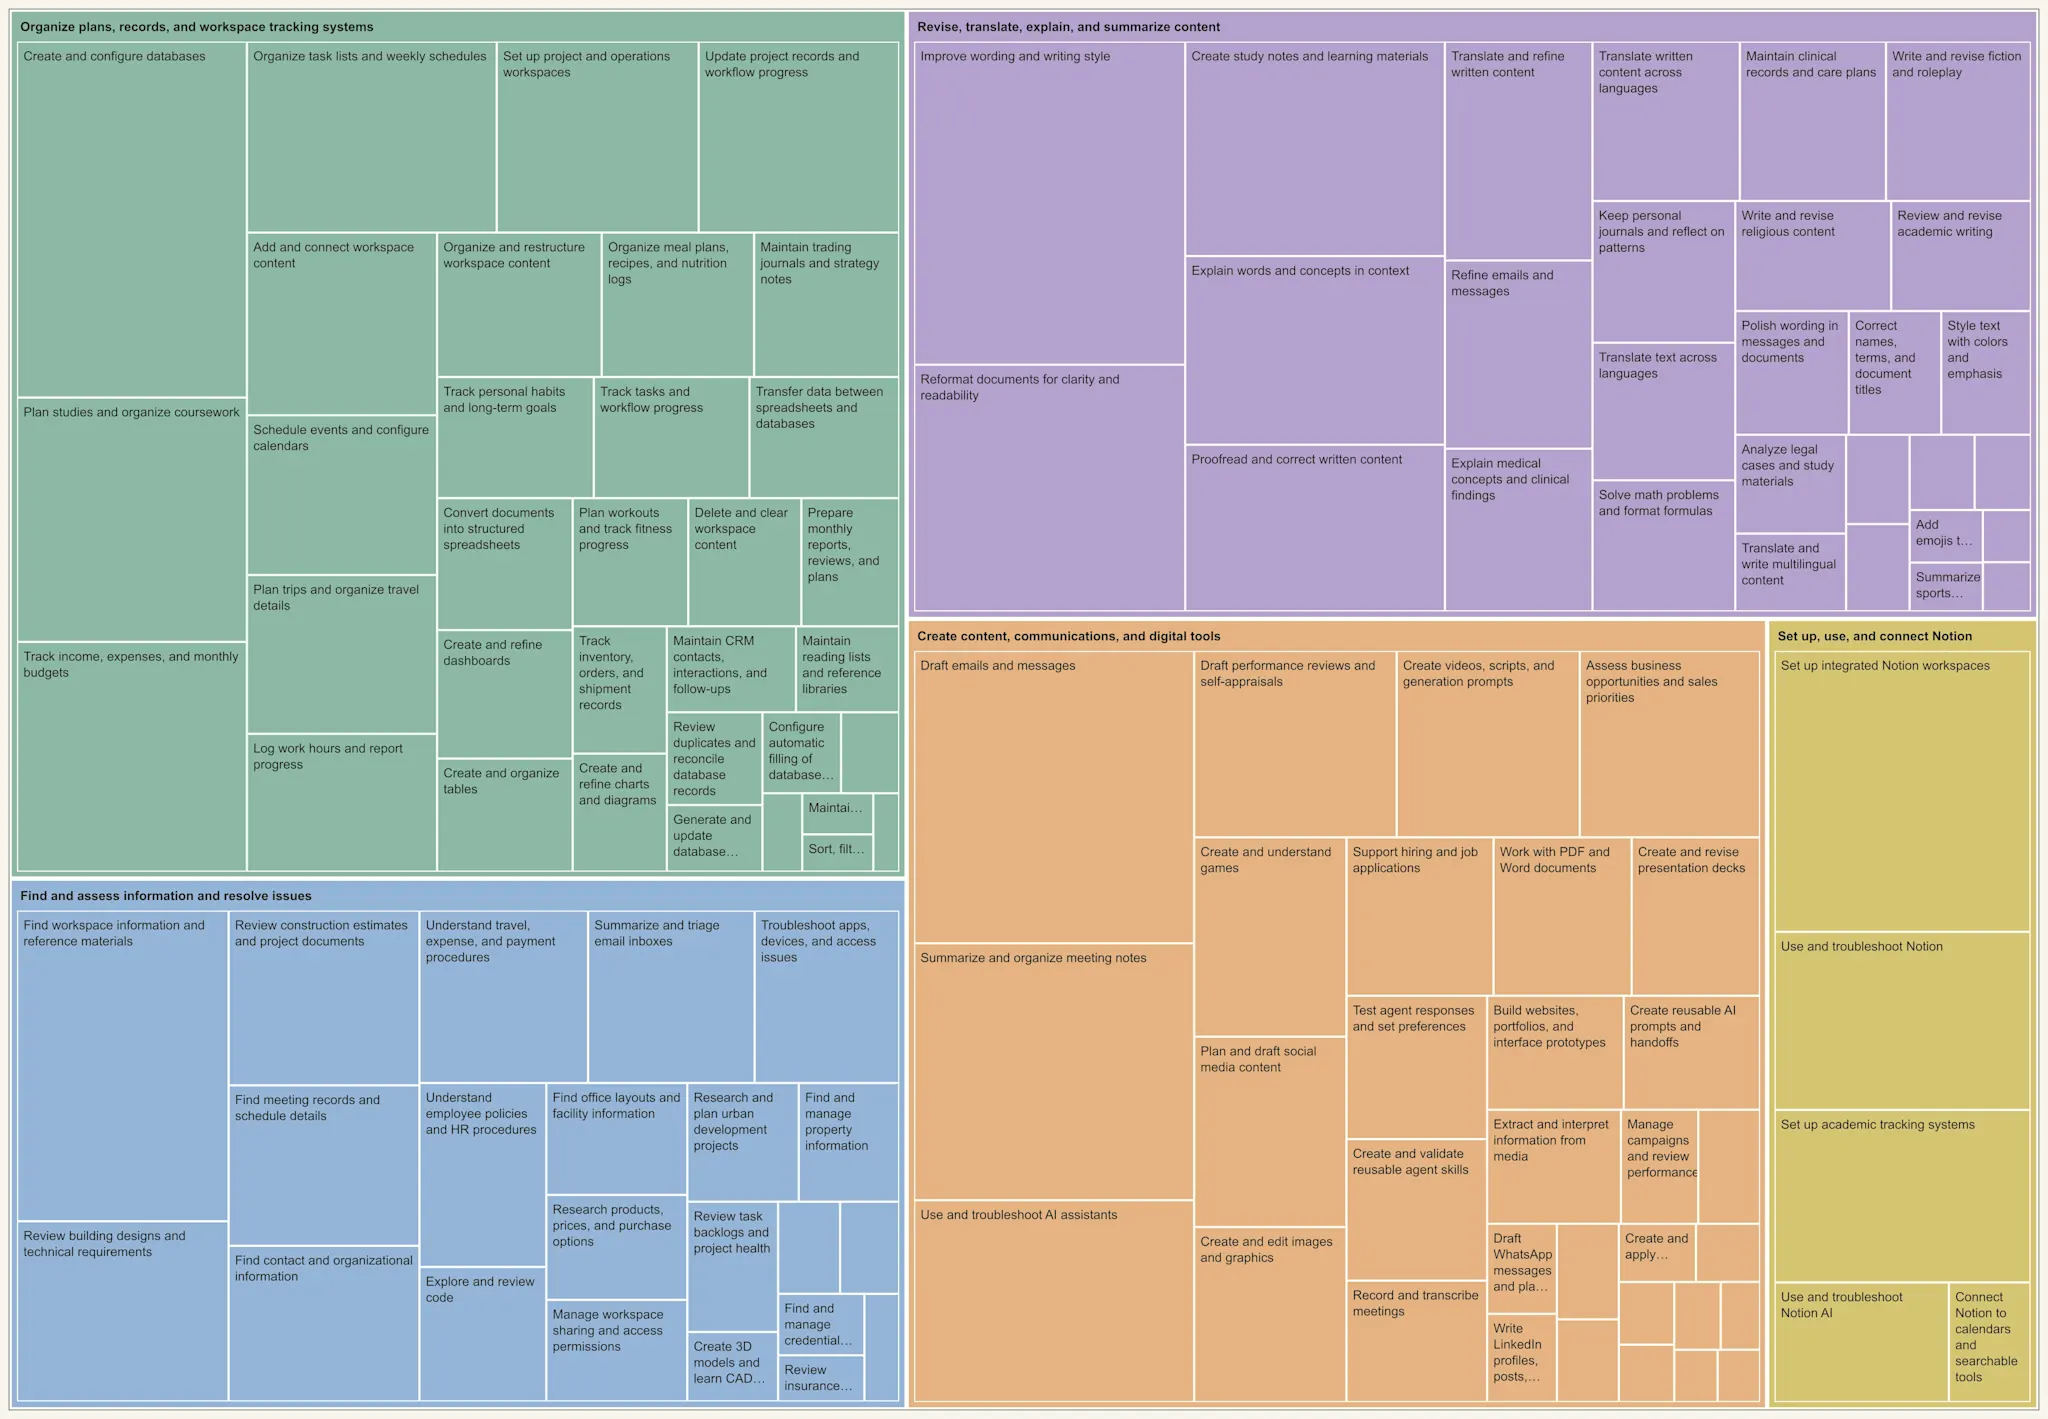 Organize plans, records, and workspace tracking systems
Create and configure databases
Organize task lists and weekly schedules
Set up project and operations
workspaces
Update project records and
workflow progress
Add and connect workspace
content
Organize and restructure
workspace content
Organize meal plans,
recipes, and nutrition
logs
Maintain trading
journals and strategy
notes
Track personal habits
and long-term goals
Track tasks and
workflow progress
Transfer data between
spreadsheets and
databases
Plan studies and organize coursework
Schedule events and configure
calendars
Convert documents
into structured
spreadsheets
Plan workouts
and track fitness
progress
Delete and clear
workspace
content
Prepare
monthly
reports,
reviews, and
plans
Plan trips and organize travel
details
Create and refine
dashboards
Track
inventory,
orders, and
shipment
records
Maintain CRM
contacts,
interactions, and
follow-ups
Maintain
reading lists
and reference
libraries
Track income, expenses, and monthly
budgets
Log work hours and report
progress
Create and organize
tables
Create and
refine charts
and diagrams
Review
duplicates and
reconcile
database
records
Configure
automatic
filling of
database…
Generate and
update
database…
Maintai…
Sort, filt…
Revise, translate, explain, and summarize content
Improve wording and writing style
Create study notes and learning materials
Translate and refine
written content
Translate written
content across
languages
Maintain clinical
records and care plans
Write and revise fiction
and roleplay
Keep personal
journals and reflect on
patterns
Write and revise
religious content
Review and revise
academic writing
Explain words and concepts in context
Refine emails and
messages
Polish wording in
messages and
documents
Correct
names,
terms, and
document
titles
Style text
with colors
and
emphasis
Translate text across
languages
Reformat documents for clarity and
readability
Proofread and correct written content
Explain medical
concepts and clinical
findings
Solve math problems
and format formulas
Analyze legal
cases and study
materials
Translate and
write multilingual
content
Add
emojis t…
Summarize
sports…
Find and assess information and resolve issues
Find workspace information and
reference materials
Review construction estimates
and project documents
Understand travel,
expense, and payment
procedures
Summarize and triage
email inboxes
Troubleshoot apps,
devices, and access
issues
Find meeting records and
schedule details
Understand
employee policies
and HR procedures
Find office layouts and
facility information
Research and
plan urban
development
projects
Find and
manage
property
information
Review building designs and
technical requirements
Find contact and organizational
information
Explore and review
code
Research products,
prices, and purchase
options
Review task
backlogs and
project health
Manage workspace
sharing and access
permissions
Create 3D
models and
learn CAD…
Find and
manage
credential…
Review
insurance…
Create content, communications, and digital tools
Draft emails and messages
Draft performance reviews and
self-appraisals
Create videos, scripts, and
generation prompts
Assess business
opportunities and sales
priorities
Create and understand
games
Support hiring and job
applications
Work with PDF and
Word documents
Create and revise
presentation decks
Summarize and organize meeting notes
Plan and draft social
media content
Test agent responses
and set preferences
Build websites,
portfolios, and
interface prototypes
Create reusable AI
prompts and
handoffs
Create and validate
reusable agent skills
Extract and interpret
information from
media
Manage
campaigns
and review
performance
Use and troubleshoot AI assistants
Create and edit images
and graphics
Record and transcribe
meetings
Draft
WhatsApp
messages
and pla…
Create and
apply…
Write
LinkedIn
profiles,
posts,…
Set up, use, and connect Notion
Set up integrated Notion workspaces
Use and troubleshoot Notion
Set up academic tracking systems
Use and troubleshoot
Notion AI
Connect
Notion to
calendars
and
searchable
tools